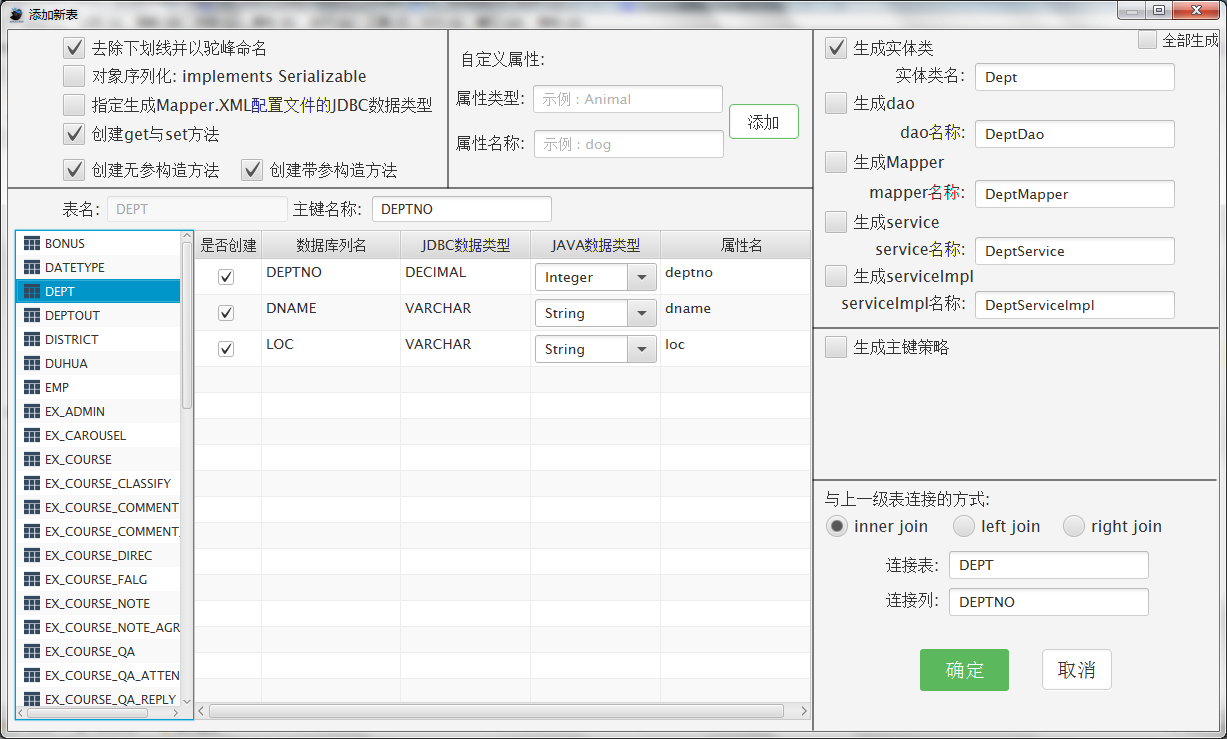 添加新表
去除下划线并以驼峰命名
对象序列化: implements Serializable
指定生成Mapper.XML配置文件的JDBC数据类型
创建get与set方法
创建无参构造方法 创建带参构造方法
自定义属性:
属性类型: 示例 : Animal
属性名称: 示例 : dog
添加
表名: DEPT 主键名称: DEPTNO
BONUS
DATETYPE
DEPT
DEPTOUT
DISTRICT
DUHUA
EMP
EX_ADMIN
EX_CAROUSEL
EX_COURSE
EX_COURSE_CLASSIFY
EX_COURSE_COMMENT
EX_COURSE_COMMENT_
EX_COURSE_DIREC
EX_COURSE_FALG
EX_COURSE_NOTE
EX_COURSE_NOTE_AGR
EX_COURSE_QA
EX_COURSE_QA_ATTEN
EX_COURSE_QA_REPLY
是否创建 数据库列名 JDBC数据类型 JAVA数据类型 属性名
DEPTNO DECIMAL Integer deptno
DNAME VARCHAR String dname
LOC VARCHAR String loc
全部生成
生成实体类
实体类名: Dept
生成dao
dao名称: DeptDao
生成Mapper
mapper名称: DeptMapper
生成service
service名称: DeptService
生成serviceImpl
serviceImpl名称: DeptServiceImpl
生成主键策略
与上一级表连接的方式:
inner join left join right join
连接表: DEPT
连接列: DEPTNO
确定 取消